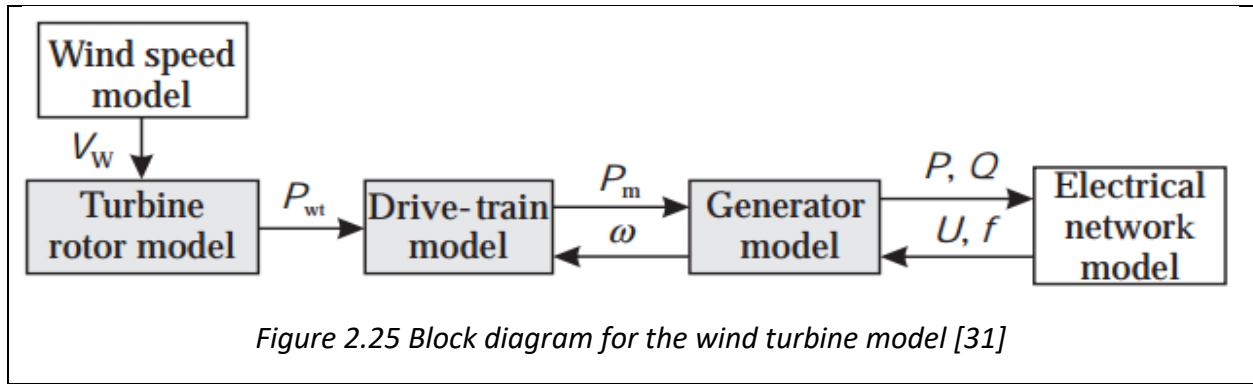 Wind speed
model
V_W
Turbine
rotor model
P_wt
Drive-train
model
P_m
ω
Generator
model
P, Q
U, f
Electrical
network
model
Figure 2.25 Block diagram for the wind turbine model [31]